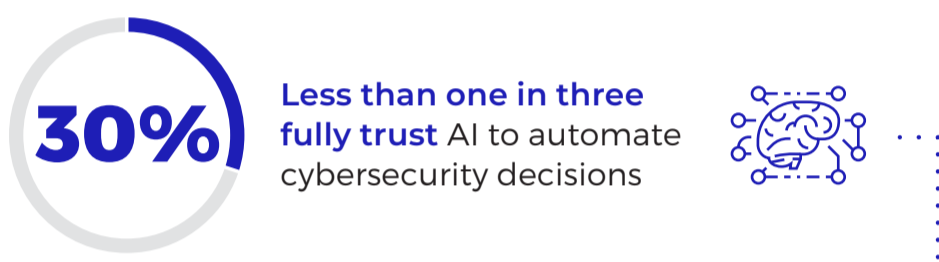 30%
Less than one in three
fully trust AI to automate
cybersecurity decisions